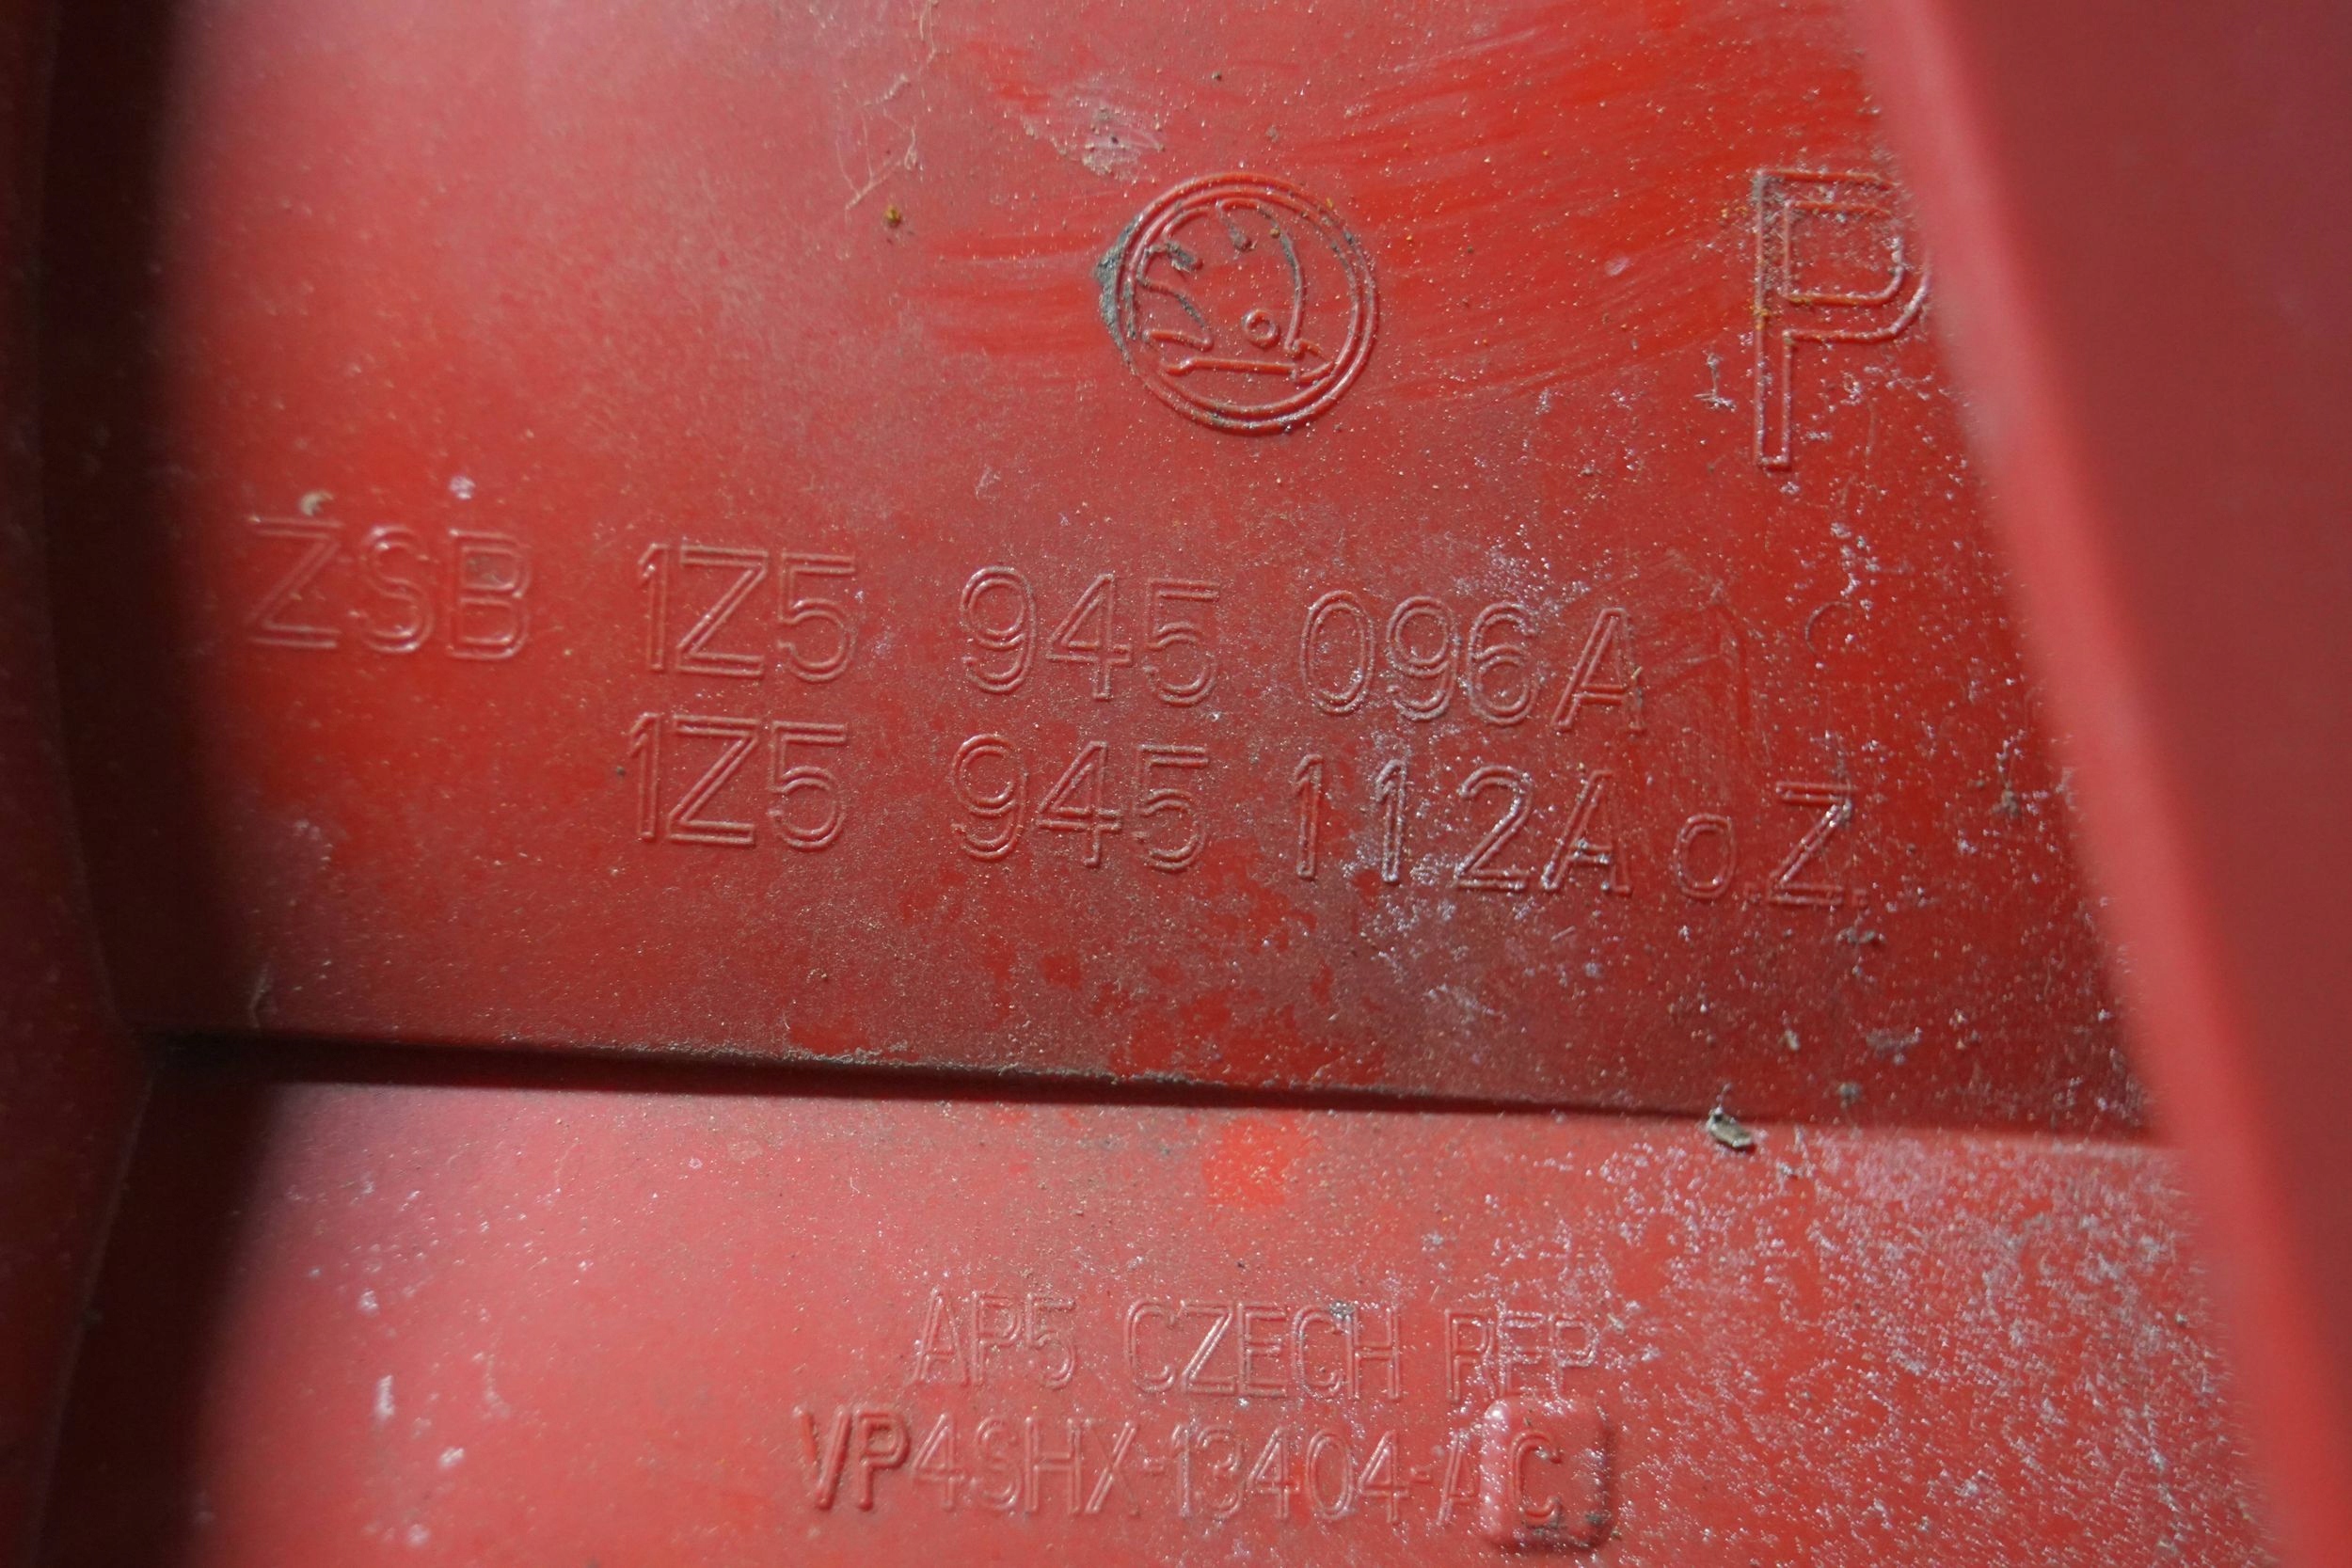 P
ZSB 1Z5 945 096A
1Z5 945 112A o.Z.
AP5 CZECH REP
VP4SHX-13404-AC